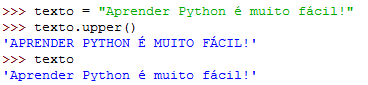 >>> texto = "Aprender Python é muito fácil!"
>>> texto.upper()
'APRENDER PYTHON É MUITO FÁCIL!'
>>> texto
'Aprender Python é muito fácil!'